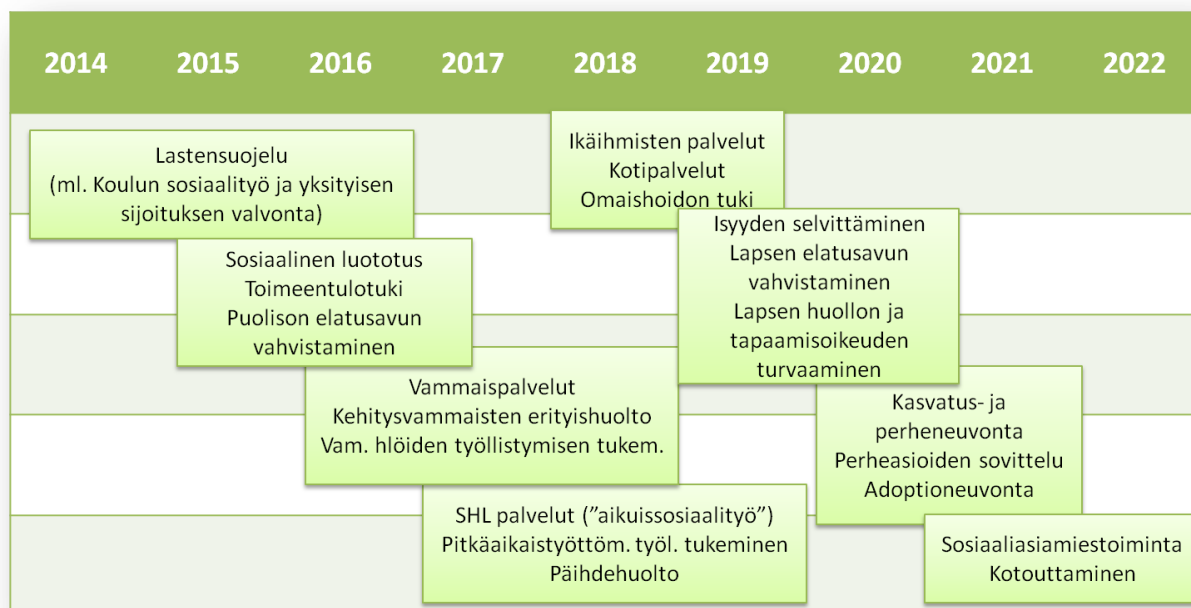 2014 2015 2016 2017 2018 2019 2020 2021 2022
Lastensuojelu
(ml. Koulun sosiaalityö ja yksityisen
sijoituksen valvonta)
Ikäihmisten palvelut
Kotipalvelut
Omaishoidon tuki
Sosiaalinen luototus
Toimeentulotuki
Puolison elatusavun
vahvistaminen
Isyyden selvittäminen
Lapsen elatusavun
vahvistaminen
Lapsen huollon ja
tapaamisoikeuden
turvaaminen
Vammaispalvelut
Kehitysvammaisten erityishuolto
Vam. hlöiden työllistymisen tukem.
Kasvatus- ja
perheneuvonta
Perheasioiden sovittelu
Adoptioneuvonta
SHL palvelut (”aikuissosiaalityö”)
Pitkäaikaistyöttöm. työl. tukeminen
Päihdehuolto
Sosiaaliasiamiestoiminta
Kotouttaminen